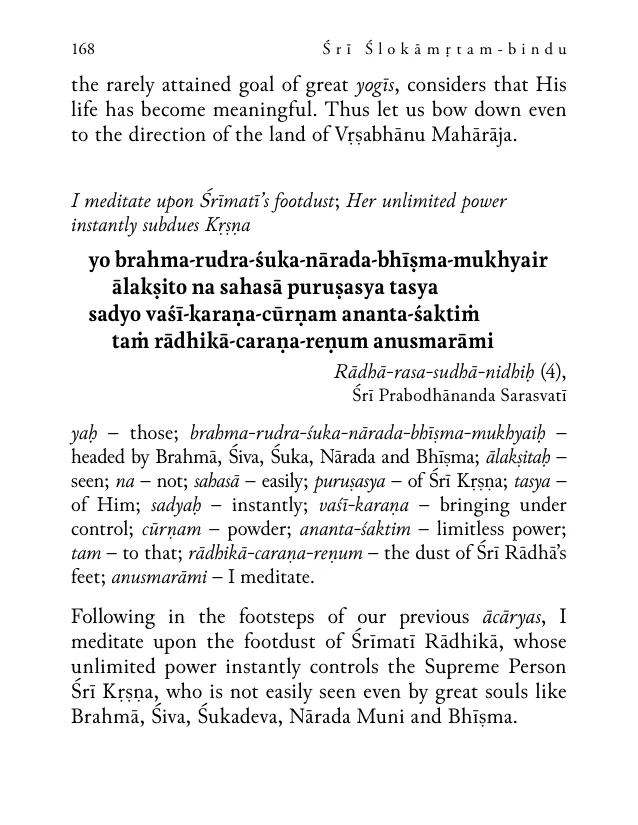 168
Śrī Ślokāmṛtam-bindu
the rarely attained goal of great yogīs, considers that His
life has become meaningful. Thus let us bow down even
to the direction of the land of Vṛṣabhānu Mahārāja.
I meditate upon Śrīmatī’s footdust; Her unlimited power
instantly subdues Kṛṣṇa
yo brahma-rudra-śuka-nārada-bhīṣma-mukhyair
ālakṣito na sahasā puruṣasya tasya
sadyo vaśī-karaṇa-cūrṇam ananta-śaktiṁ
taṁ rādhikā-caraṇa-reṇum anusmarāmi
Rādhā-rasa-sudhā-nidhiḥ (4),
Śrī Prabodhānanda Sarasvatī
yaḥ – those; brahma-rudra-śuka-nārada-bhīṣma-mukhyaiḥ –
headed by Brahmā, Śiva, Śuka, Nārada and Bhīṣma; ālakṣitaḥ –
seen; na – not; sahasā – easily; puruṣasya – of Śrī Kṛṣṇa; tasya –
of Him; sadyaḥ – instantly; vaśī-karaṇa – bringing under
control; cūrṇam – powder; ananta-śaktim – limitless power;
tam – to that; rādhikā-caraṇa-reṇum – the dust of Śrī Rādhā’s
feet; anusmarāmi – I meditate.
Following in the footsteps of our previous ācāryas, I
meditate upon the footdust of Śrīmatī Rādhikā, whose
unlimited power instantly controls the Supreme Person
Śrī Kṛṣṇa, who is not easily seen even by great souls like
Brahmā, Śiva, Śukadeva, Nārada Muni and Bhīṣma.